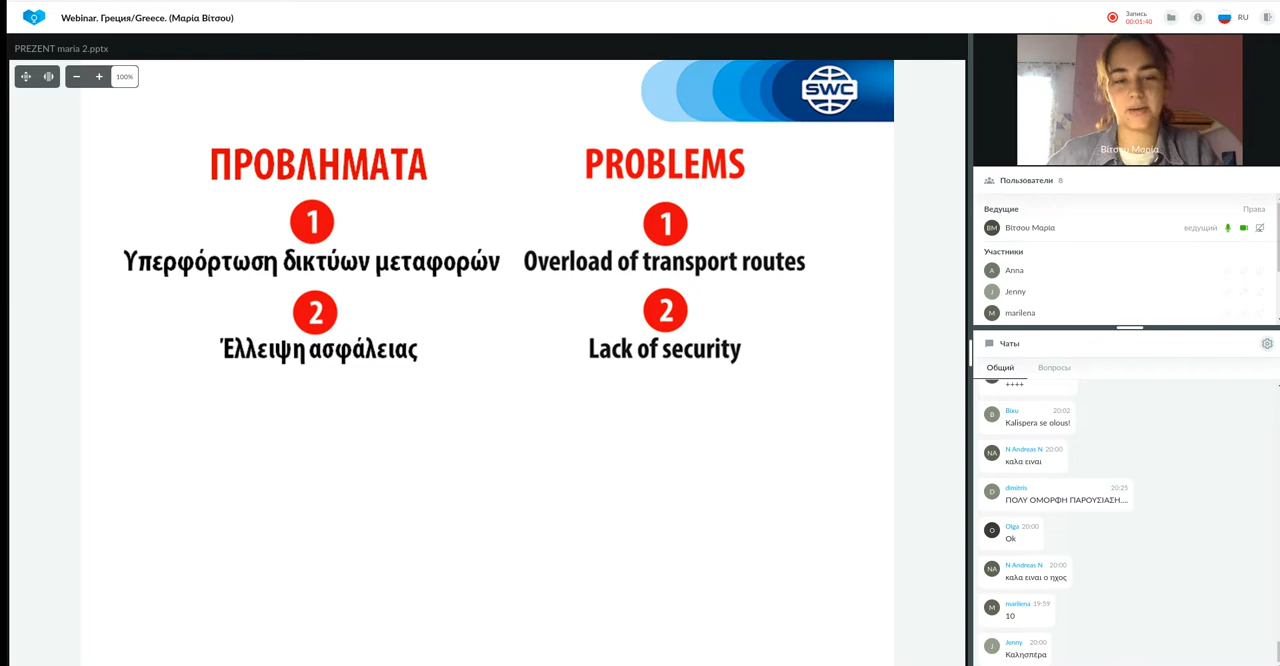 Webinar. Греция/Greece. (Μαρία Βίτσου)
Запись
00:01:40
RU
PREZENT maria 2.pptx
100%
SWC
ΠΡΟΒΛΗΜΑΤΑ
1
Υπερφόρτωση δικτύων μεταφορών
2
Έλλειψη ασφάλειας
PROBLEMS
1
Overload of transport routes
2
Lack of security
Βίτσου Μαρία
Пользователи 8
Ведущие Права
ΒΜ Βίτσου Μαρία ведущий
Участники
A Anna
J Jenny
M marilena
Чаты
Общий Вопросы
++++
B Bixu 20:02
Kalispera se olous!
NA N Andreas N 20:00
καλα ειναι
D dimitris 20:25
ΠΟΛΥ ΟΜΟΡΦΗ ΠΑΡΟΥΣΙΑΣΗ....
O Olga 20:00
Ok
NA N Andreas N 20:00
καλα ειναι ο ηχος
M marilena 19:59
10
J Jenny 20:00
Καλησπέρα